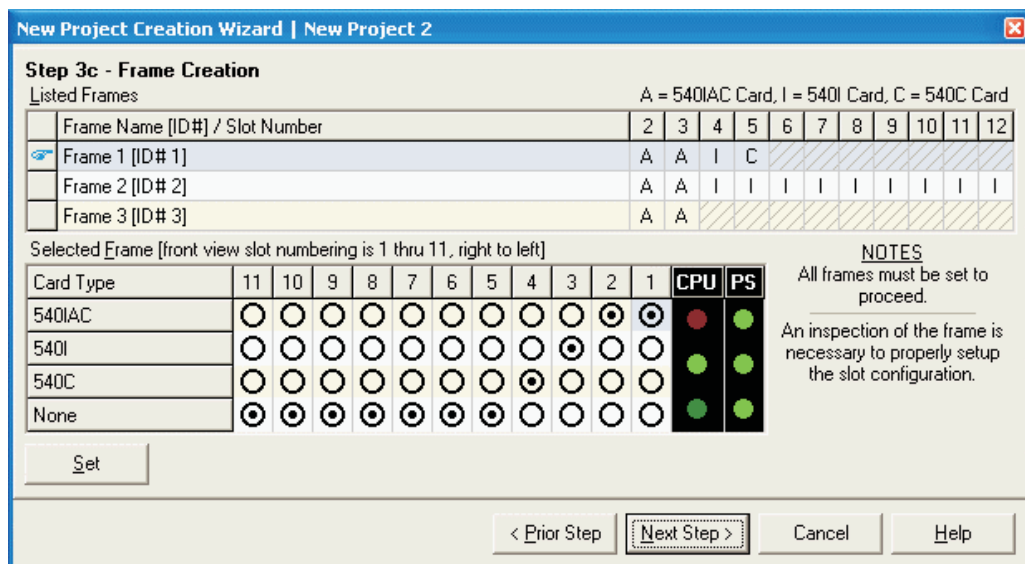 New Project Creation Wizard | New Project 2
Step 3c - Frame Creation
Listed Frames
A = 540IAC Card, I = 540I Card, C = 540C Card
Frame Name [ID#] / Slot Number 2 3 4 5 6 7 8 9 10 11 12
Frame 1 [ID# 1] A A I C
Frame 2 [ID# 2] A A I I I I I I I I I
Frame 3 [ID# 3] A A
Selected Frame [front view slot numbering is 1 thru 11, right to left]
Card Type 11 10 9 8 7 6 5 4 3 2 1 CPU PS
540IAC
540I
540C
None
NOTES
All frames must be set to
proceed.
An inspection of the frame is
necessary to properly setup
the slot configuration.
Set
< Prior Step
Next Step >
Cancel
Help